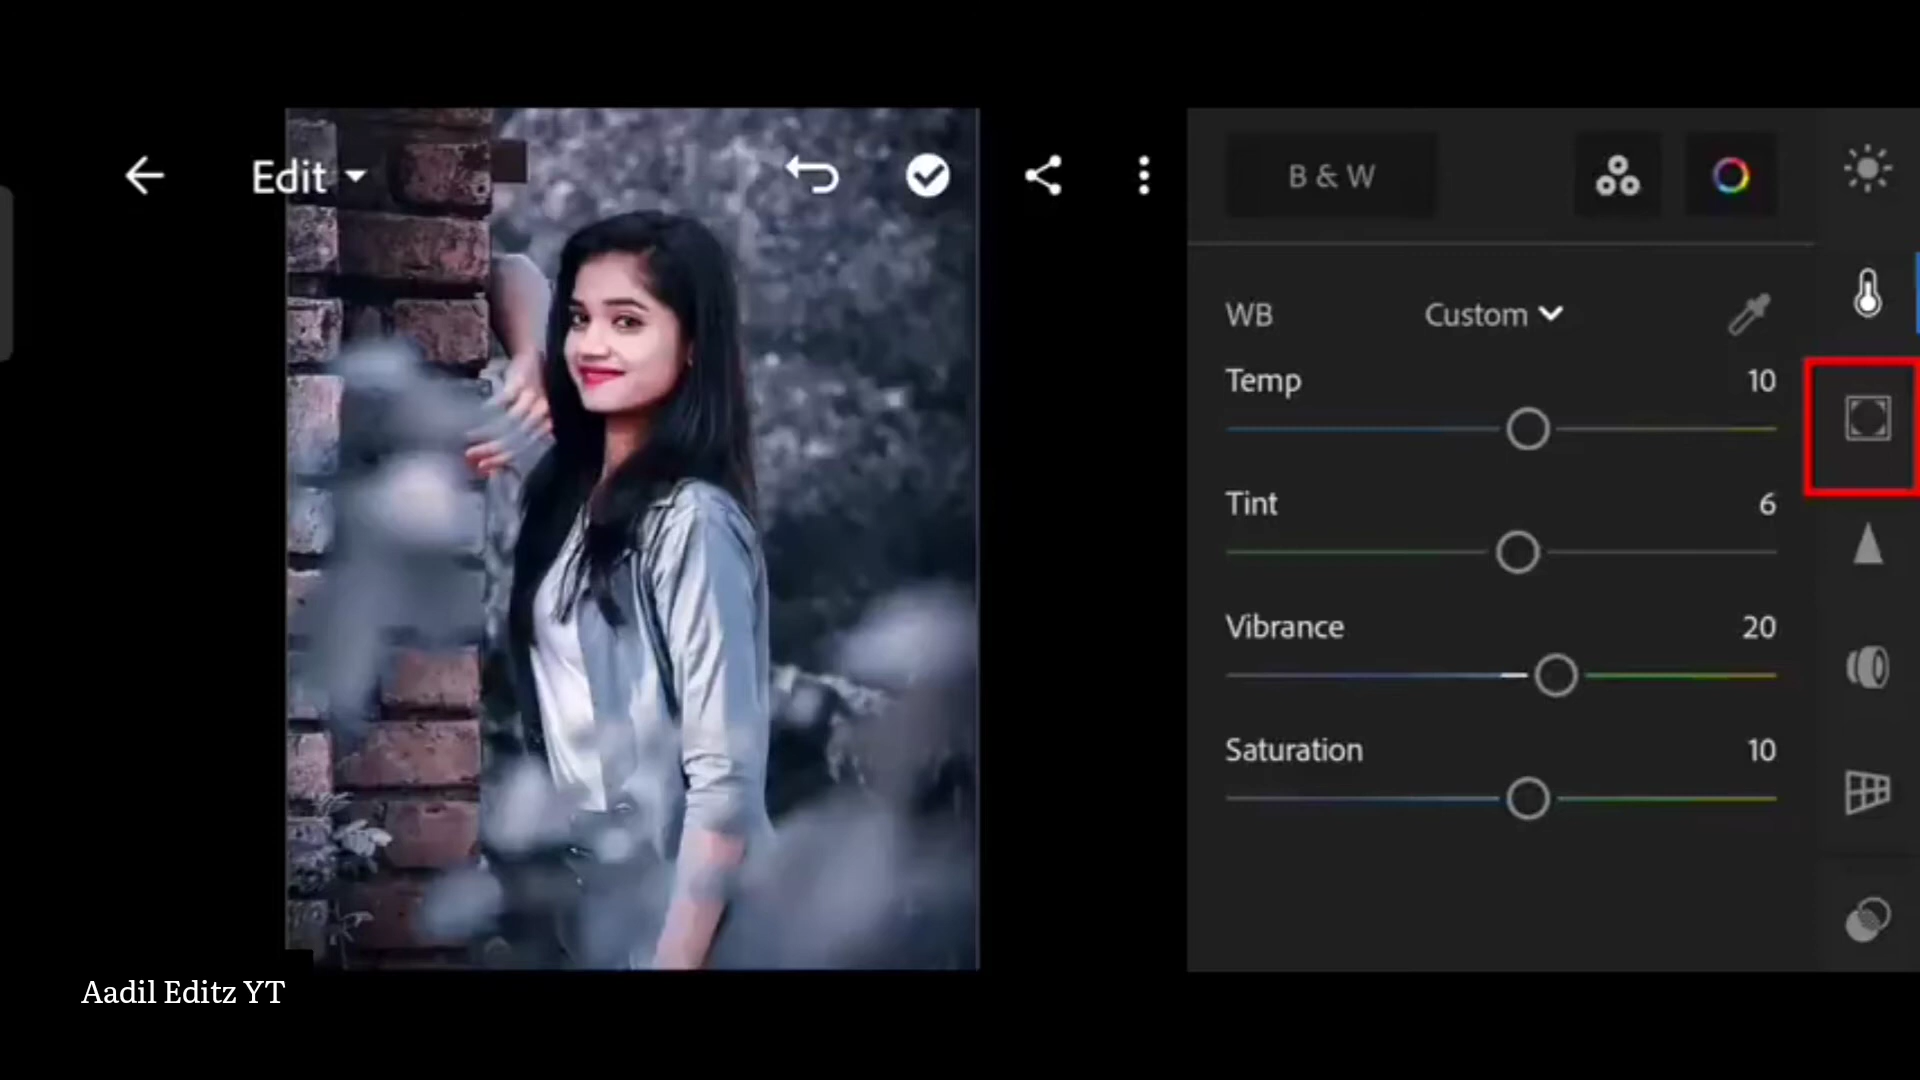 Edit
B & W
WB Custom
Temp 10
Tint 6
Vibrance 20
Saturation 10
Aadil Editz YT